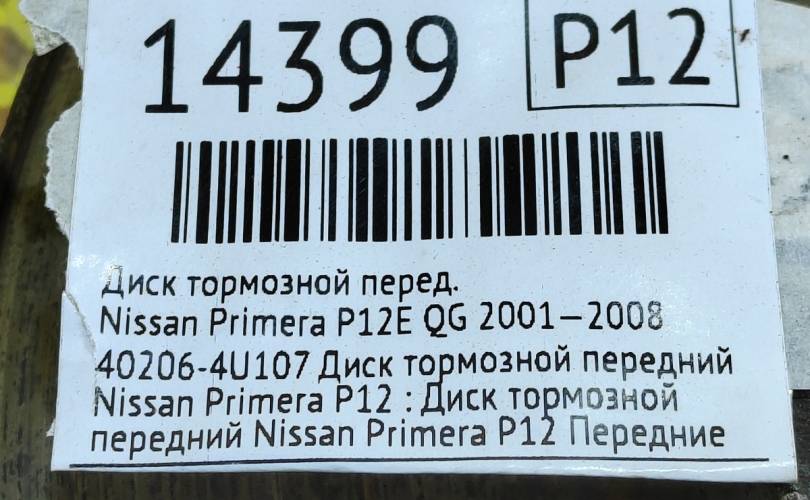 14399 P12
Диск тормозной перед.
Nissan Primera P12E QG 2001-2008
40206-4U107 Диск тормозной передний
Nissan Primera P12 : Диск тормозной
передний Nissan Primera P12 Передние